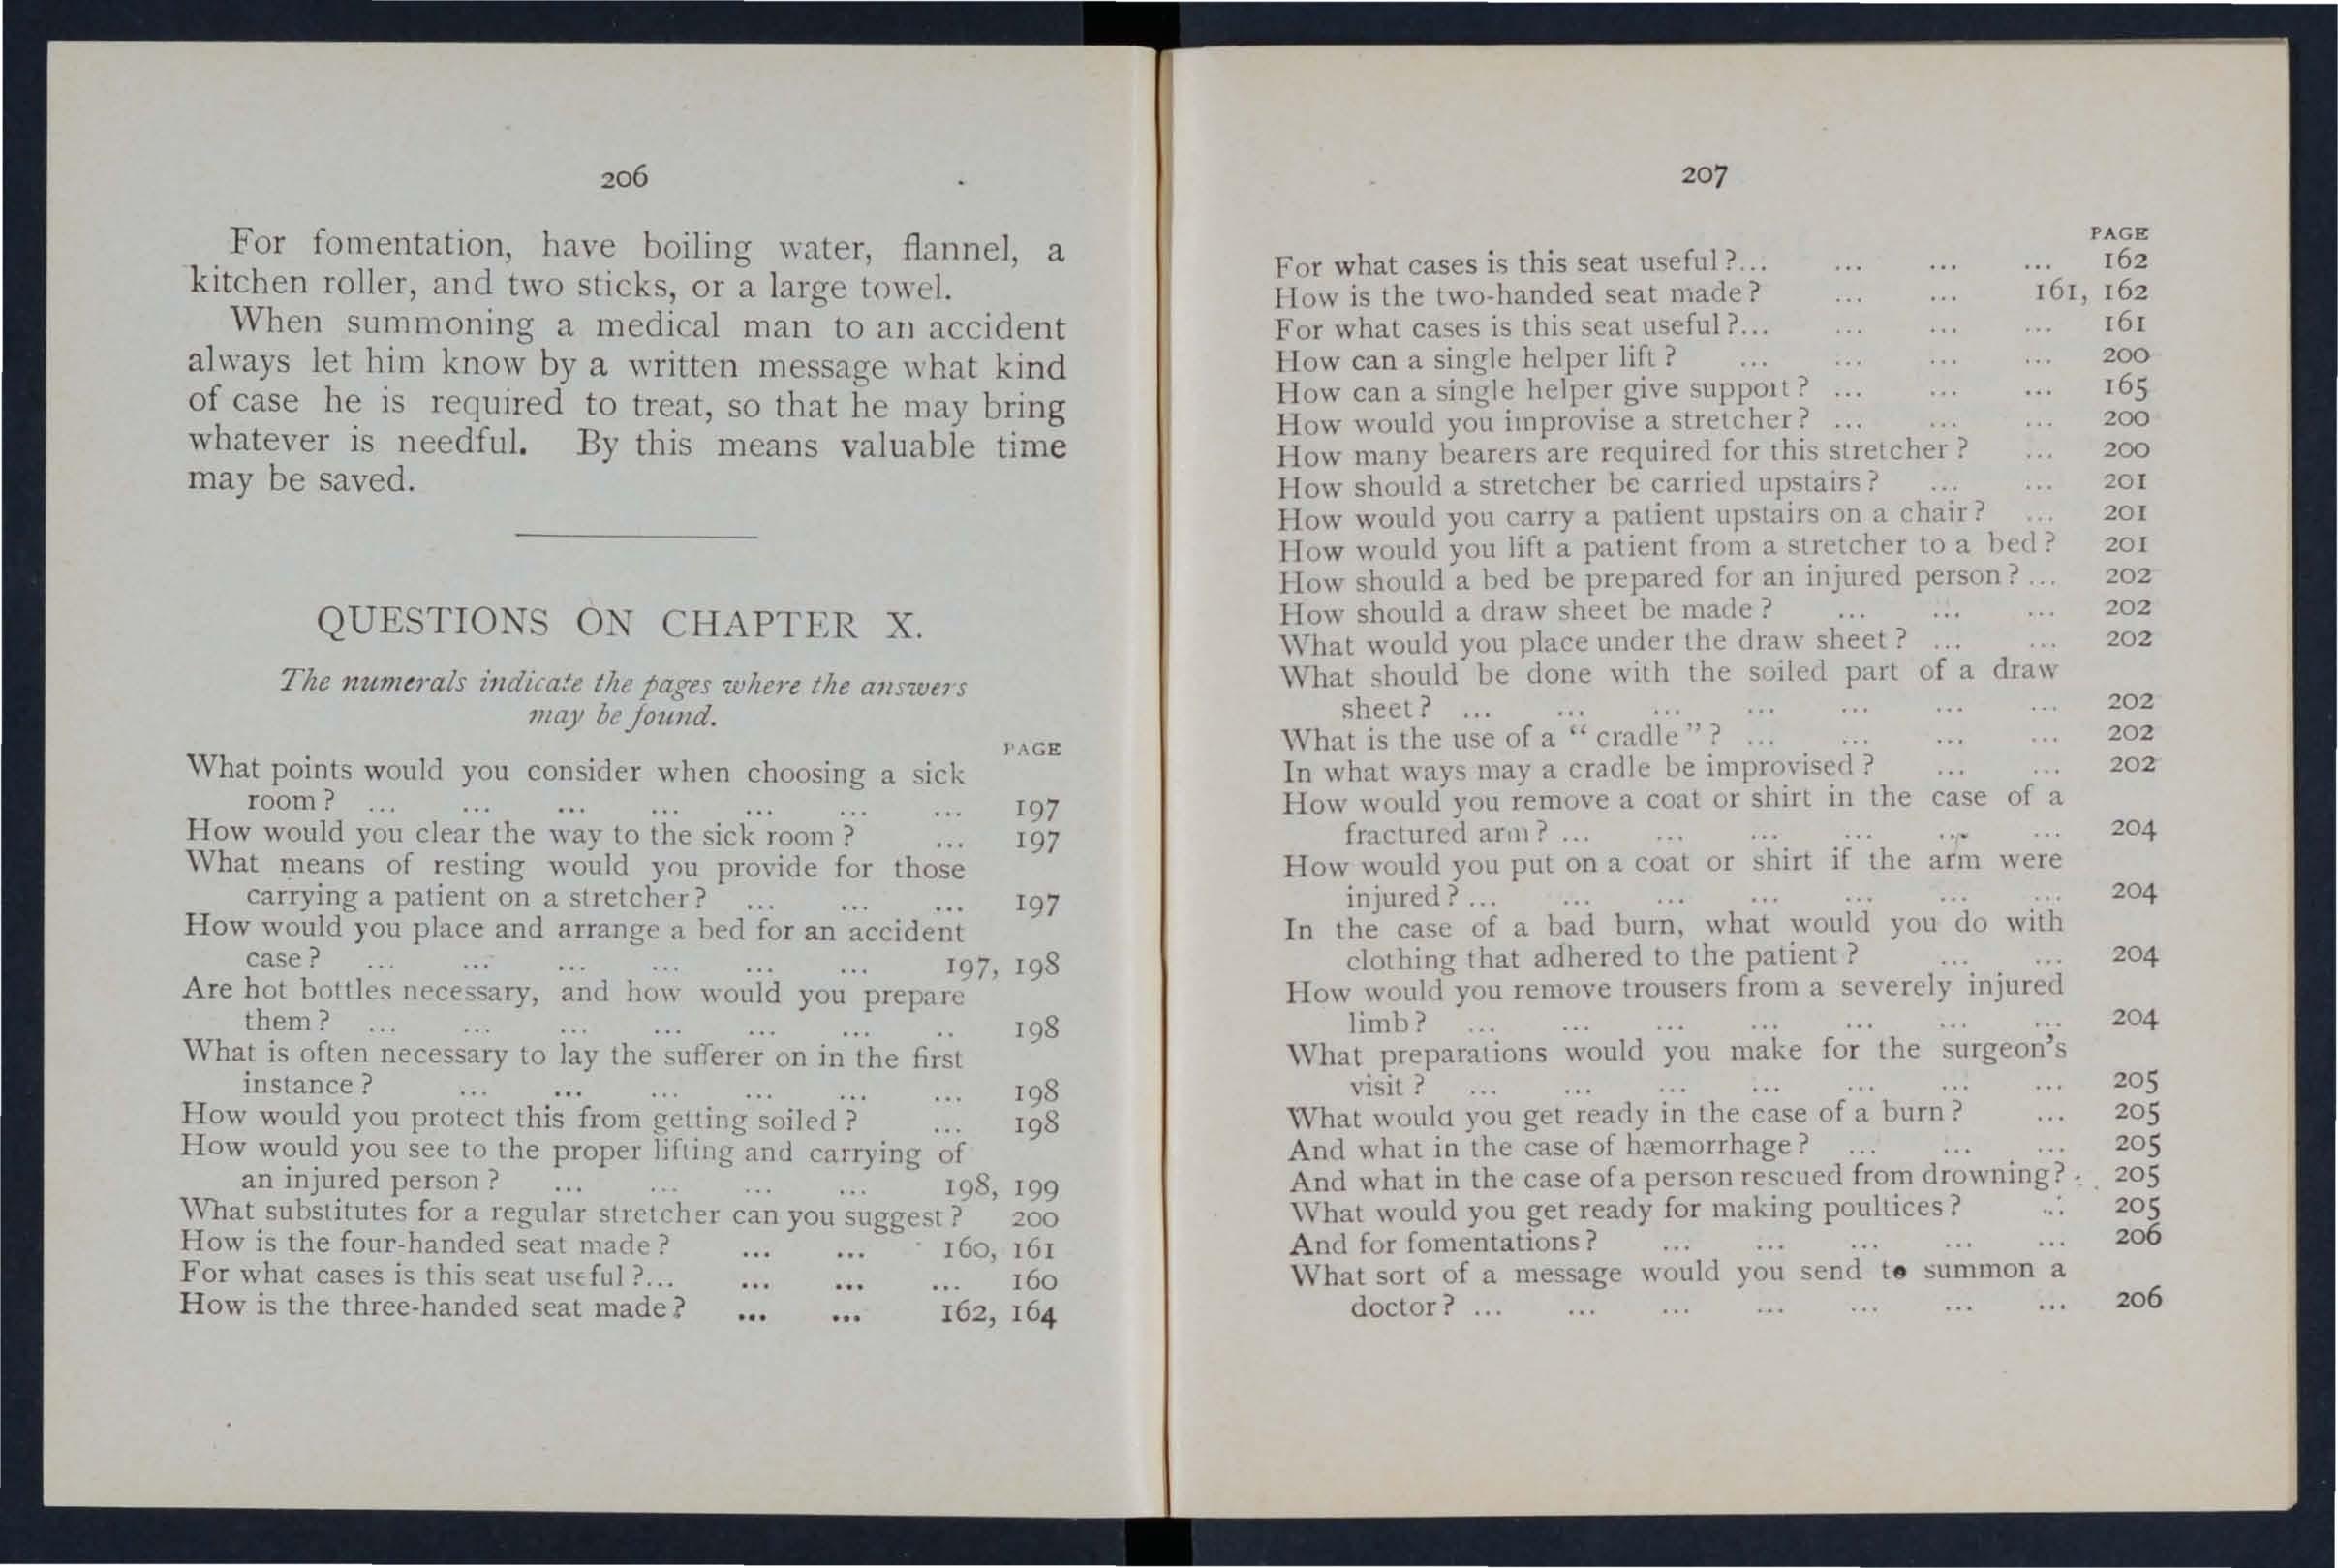 206
For fomentation, have boiling water, flannel, a
kitchen roller, and two sticks, or a large towel.
When summoning a medical man to an accident
always let him know by a written message what kind
of case he is required to treat, so that he may bring
whatever is needful. By this means valuable time
may be saved.
QUESTIONS ON CHAPTER X.
The numerals indicate the pages where the answers
may be found.
PAGE
What points would you consider when choosing a sick
room? ... ... ... ... ... ... ... 197
How would you clear the way to the sick room? ... 197
What means of resting would you provide for those
carrying a patient on a stretcher? ... ... ... 197
How would you place and arrange a bed for an accident
case? ... ... ... ... ... ... 197, 198
Are hot bottles necessary, and how would you prepare
them? ... ... ... ... ... ... .. 198
What is often necessary to lay the sufferer on in the first
instance? ... ... ... ... ... ... 198
How would you protect this from getting soiled? ... 198
How would you see to the proper lifting and carrying of
an injured person? ... ... ... ... 198, 199
What substitutes for a regular stretcher can you suggest? 200
How is the four-handed seat made? ... ... 160, 161
For what cases is this seat useful?... ... ... ... 160
How is the three-handed seat made? ... ... 162, 164
207
PAGE
For what cases is this seat useful?... ... ... ... 162
How is the two-handed seat made? ... ... 161, 162
For what cases is this seat useful?... ... ... ... 161
How can a single helper lift? ... ... ... ... 200
How can a single helper give support? ... ... ... 165
How would you improvise a stretcher? ... ... ... 200
How many bearers are required for this stretcher? ... 200
How should a stretcher be carried upstairs? ... ... 201
How would you carry a patient upstairs on a chair? ... 201
How would you lift a patient from a stretcher to a bed? 201
How should a bed be prepared for an injured person?... 202
How should a draw sheet be made? ... ... ... 202
What would you place under the draw sheet? ... ... 202
What should be done with the soiled part of a draw
sheet? ... ... ... ... ... ... ... 202
What is the use of a "cradle"? ... ... ... ... 202
In what ways may a cradle be improvised? ... ... 202
How would you remove a coat or shirt in the case of a
fractured arm? ... ... ... ... ... ... 204
How would you put on a coat or shirt if the arm were
injured?... ... ... ... ... ... ... 204
In the case of a bad burn, what would you do with
clothing that adhered to the patient? ... ... 204
How would you remove trousers from a severely injured
limb? ... ... ... ... ... ... ... 204
What preparations would you make for the surgeon's
visit? ... ... ... ... ... ... ... 205
What would you get ready in the case of a burn? ... 205
And what in the case of hæmorrhage? ... ... ... 205
And what in the case of a person rescued from drowning? .. 205
What would you get ready for making poultices? ... 205
And for fomentations? ... ... ... ... ... 206
What sort of a message would you send to summon a
doctor? ... ... ... ... ... ... ... 206